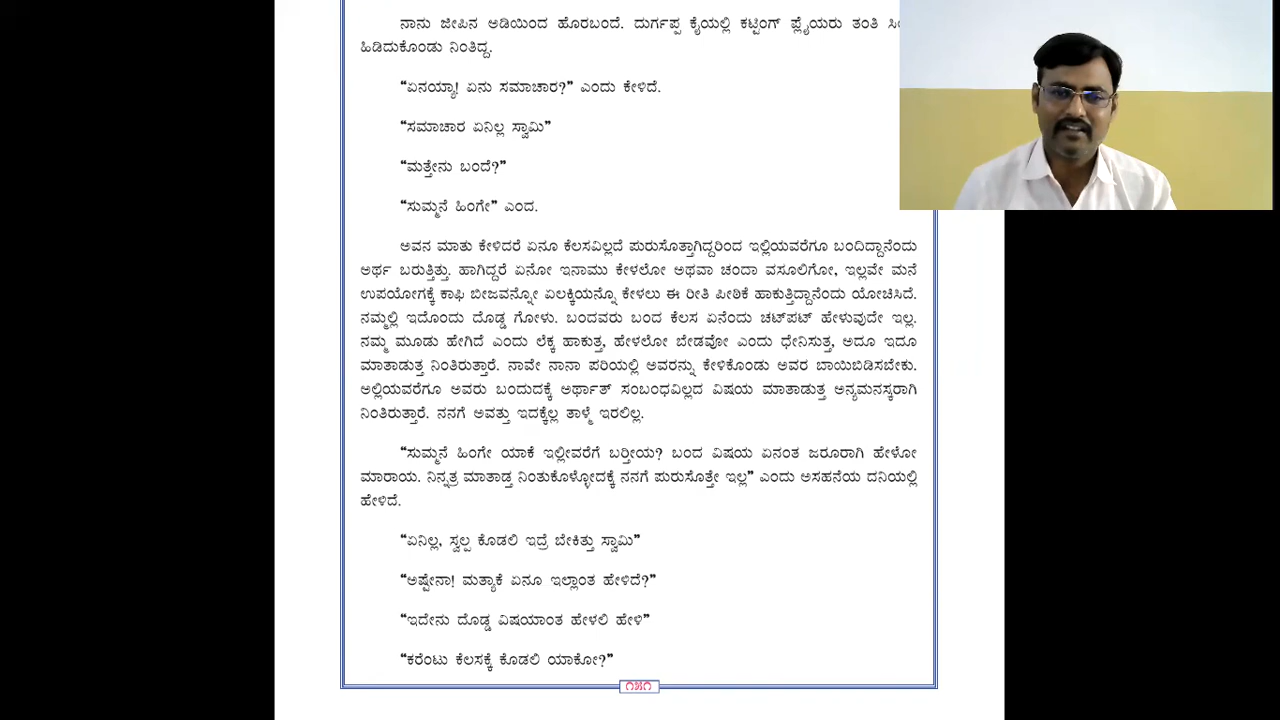 ನಾನು ಜೀಪಿನ ಅಡಿಯಿಂದ ಹೊರಬಂದೆ. ದುರ್ಗಪ್ಪ ಕೈಯಲ್ಲಿ ಕಟ್ಟಿಂಗ್ ಪ್ಲೈಯರು ತಂತಿ
ಹಿಡಿದುಕೊಂಡು ನಿಂತಿದ್ದ.
“ಏನಯ್ಯಾ! ಏನು ಸಮಾಚಾರ?” ಎಂದು ಕೇಳಿದೆ.
“ಸಮಾಚಾರ ಏನಿಲ್ಲ ಸ್ವಾಮಿ”
“ಮತ್ತೇನು ಬಂದೆ?”
“ಸುಮ್ಮನೆ ಹಿಂಗೇ” ಎಂದ.
ಅವನ ಮಾತು ಕೇಳಿದರೆ ಏನೂ ಕೆಲಸವಿಲ್ಲದೆ ಪುರುಸೊತ್ತಾಗಿದ್ದರಿಂದ ಇಲ್ಲಿಯವರೆಗೂ ಬಂದಿದ್ದಾನೆಂದು
ಅರ್ಥ ಬರುತ್ತಿತ್ತು. ಹಾಗಿದ್ದರೆ ಏನೋ ಇನಾಮು ಕೇಳಲೋ ಅಥವಾ ಚಂದಾ ವಸೂಲಿಗೋ, ಇಲ್ಲವೇ ಮನೆ
ಉಪಯೋಗಕ್ಕೆ ಕಾಫಿ ಬೀಜವನ್ನೋ ಏಲಕ್ಕಿಯನ್ನೊ ಕೇಳಲು ಈ ರೀತಿ ಪೀಠಿಕೆ ಹಾಕುತ್ತಿದ್ದಾನೆಂದು ಯೋಚಿಸಿದೆ.
ನಮ್ಮಲ್ಲಿ ಇದೊಂದು ದೊಡ್ಡ ಗೋಳು. ಬಂದವರು ಬಂದ ಕೆಲಸ ಏನೆಂದು ಚಟ್‌ಪಟ್ ಹೇಳುವುದೇ ಇಲ್ಲ.
ನಮ್ಮ ಮೂಡು ಹೇಗಿದೆ ಎಂದು ಲೆಕ್ಕ ಹಾಕುತ್ತ, ಹೇಳಲೋ ಬೇಡವೋ ಎಂದು ಧೇನಿಸುತ್ತ, ಅದೂ ಇದೂ
ಮಾತಾಡುತ್ತ ನಿಂತಿರುತ್ತಾರೆ. ನಾವೇ ನಾನಾ ಪರಿಯಲ್ಲಿ ಅವರನ್ನು ಕೇಳಿಕೊಂಡು ಅವರ ಬಾಯಿಬಿಡಿಸಬೇಕು.
ಅಲ್ಲಿಯವರೆಗೂ ಅವರು ಬಂದುದಕ್ಕೆ ಅರ್ಥಾತ್ ಸಂಬಂಧವಿಲ್ಲದ ವಿಷಯ ಮಾತಾಡುತ್ತ ಅನ್ಯಮನಸ್ಕರಾಗಿ
ನಿಂತಿರುತ್ತಾರೆ. ನನಗೆ ಅವತ್ತು ಇದಕ್ಕೆಲ್ಲ ತಾಳ್ಮೆ ಇರಲಿಲ್ಲ.
“ಸುಮ್ಮನೆ ಹಿಂಗೇ ಯಾಕೆ ಇಲ್ಲೀವರೆಗೆ ಬರ್‍ತೀಯ? ಬಂದ ವಿಷಯ ಏನಂತ ಜರೂರಾಗಿ ಹೇಳೋ
ಮಾರಾಯ. ನಿನ್ಹತ್ರ ಮಾತಾಡ್ತ ನಿಂತುಕೊಳ್ಳೋದಕ್ಕೆ ನನಗೆ ಪುರುಸೊತ್ತೇ ಇಲ್ಲ” ಎಂದು ಅಸಹನೆಯ ದನಿಯಲ್ಲಿ
ಹೇಳಿದೆ.
“ಏನಿಲ್ಲ, ಸ್ವಲ್ಪ ಕೊಡಲಿ ಇದ್ರೆ ಬೇಕಿತ್ತು ಸ್ವಾಮಿ”
“ಅಷ್ಟೇನಾ! ಮತ್ಯಾಕೆ ಏನೂ ಇಲ್ಲಾಂತ ಹೇಳಿದೆ?”
“ಇದೇನು ದೊಡ್ಡ ವಿಷಯಾಂತ ಹೇಳಲಿ ಹೇಳಿ”
“ಕರೆಂಟು ಕೆಲಸಕ್ಕೆ ಕೊಡಲಿ ಯಾಕೋ?”
೧೫೧